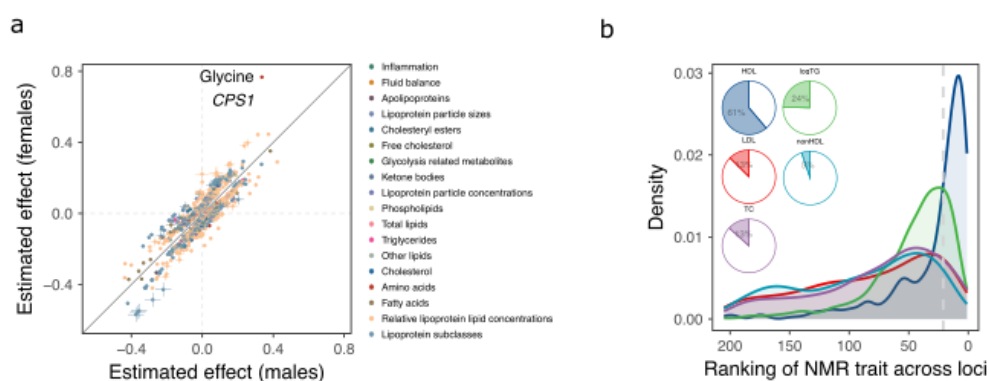 a
Estimated effect (females)
0.8
0.4
0.0
−0.4
Glycine
CPS1
−0.4
0.0
0.4
0.8
Estimated effect (males)
Inflammation
Fluid balance
Apolipoproteins
Lipoprotein particle sizes
Cholesteryl esters
Free cholesterol
Glycolysis related metabolites
Ketone bodies
Lipoprotein particle concentrations
Phospholipids
Total lipids
Triglycerides
Other lipids
Cholesterol
Amino acids
Fatty acids
Relative lipoprotein lipid concentrations
Lipoprotein subclasses
b
Density
0.03
0.02
0.01
0.00
HDL
61%
logTG
24%
LDL
nonHDL
TC
200
150
100
50
0
Ranking of NMR trait across loci